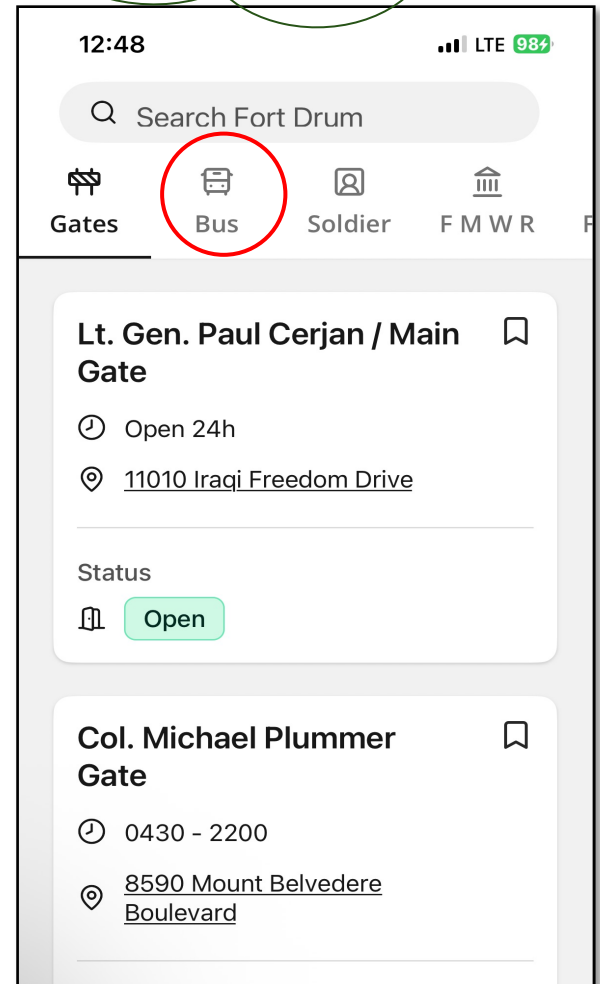 12:48 LTE 98
Search Fort Drum
Gates Bus Soldier F M W R F
Lt. Gen. Paul Cerjan / Main
Gate
Open 24h
11010 Iraqi Freedom Drive
Status
Open
Col. Michael Plummer
Gate
0430 - 2200
8590 Mount Belvedere
Boulevard